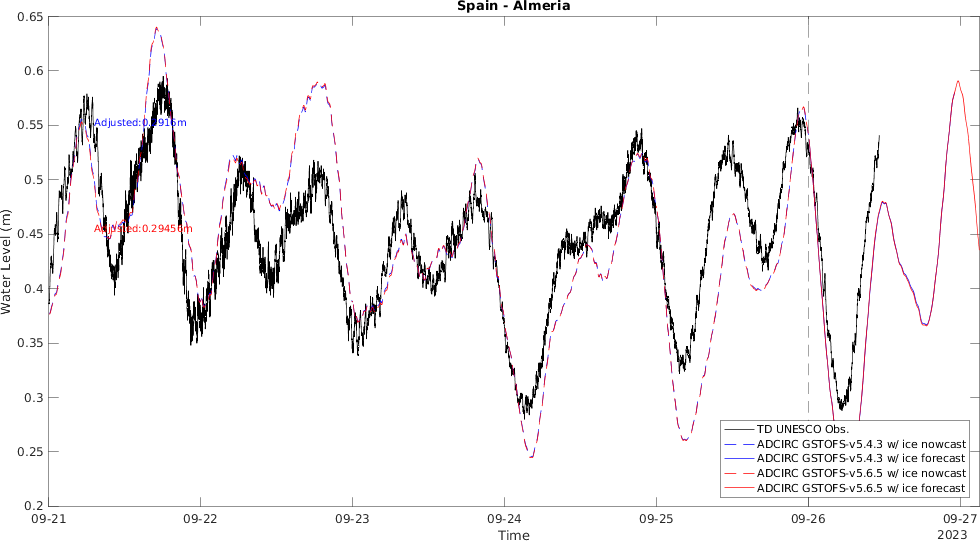 Spain - Almeria
0.65
0.6
0.55
0.5
0.45
0.4
0.35
0.3
0.25
0.2
Water Level (m)
Adjusted:
Adjusted:0.29456m
TD UNESCO Obs.
ADCIRC GSTOFS-v5.4.3 w/ ice nowcast
ADCIRC GSTOFS-v5.4.3 w/ ice forecast
ADCIRC GSTOFS-v5.6.5 w/ ice nowcast
ADCIRC GSTOFS-v5.6.5 w/ ice forecast
09-21 09-22 09-23 09-24 09-25 09-26 09-27
Time
2023